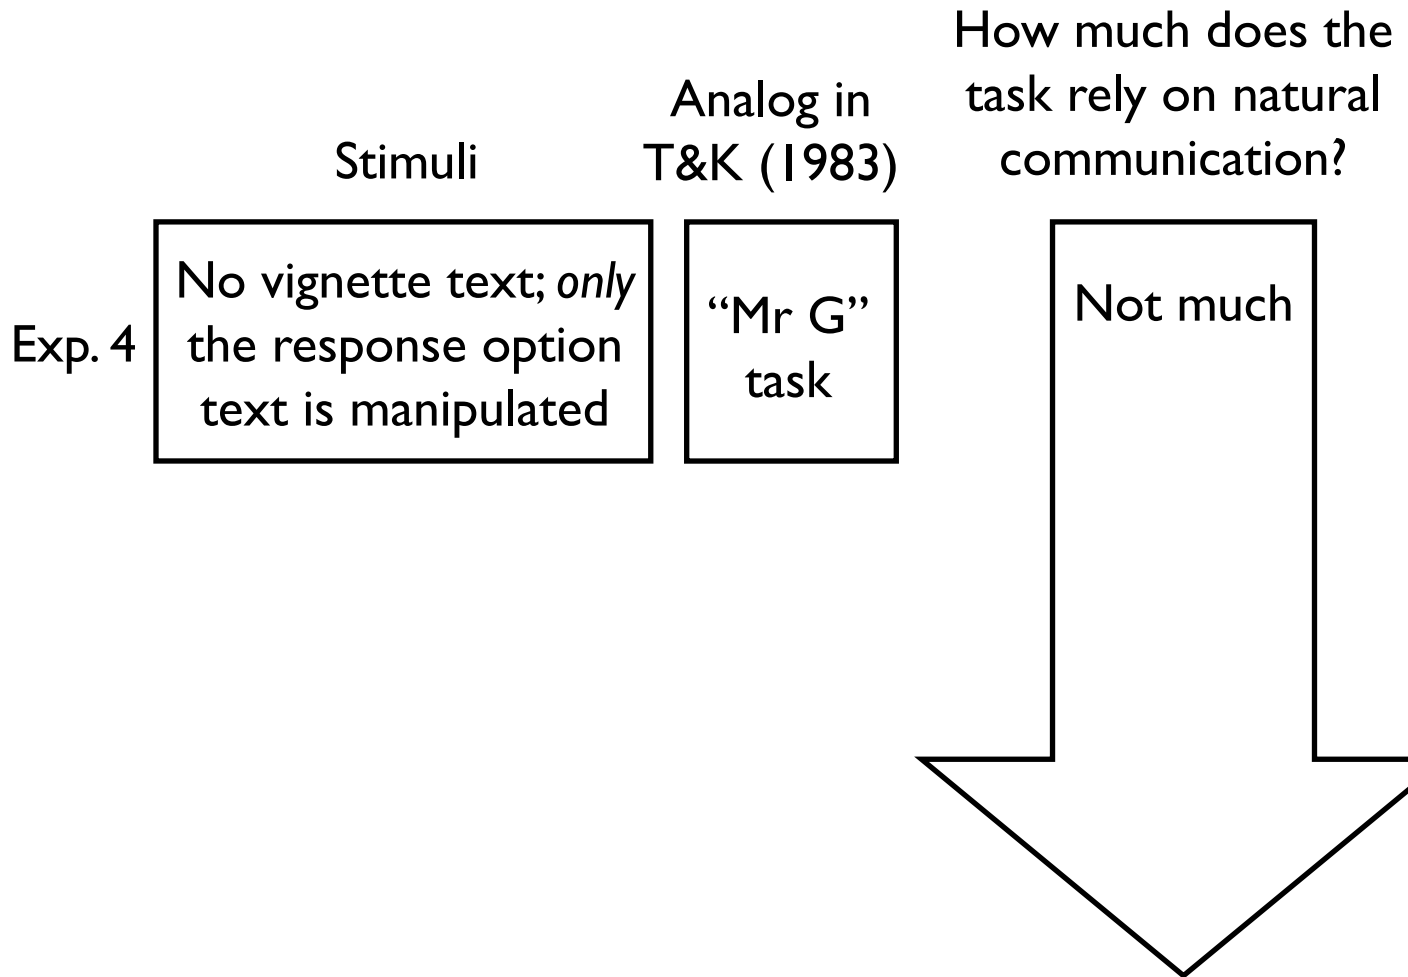 Stimuli
Analog in
T&K (1983)
How much does the
task rely on natural
communication?
Exp. 4
No vignette text; only
the response option
text is manipulated
“Mr G”
task
Not much